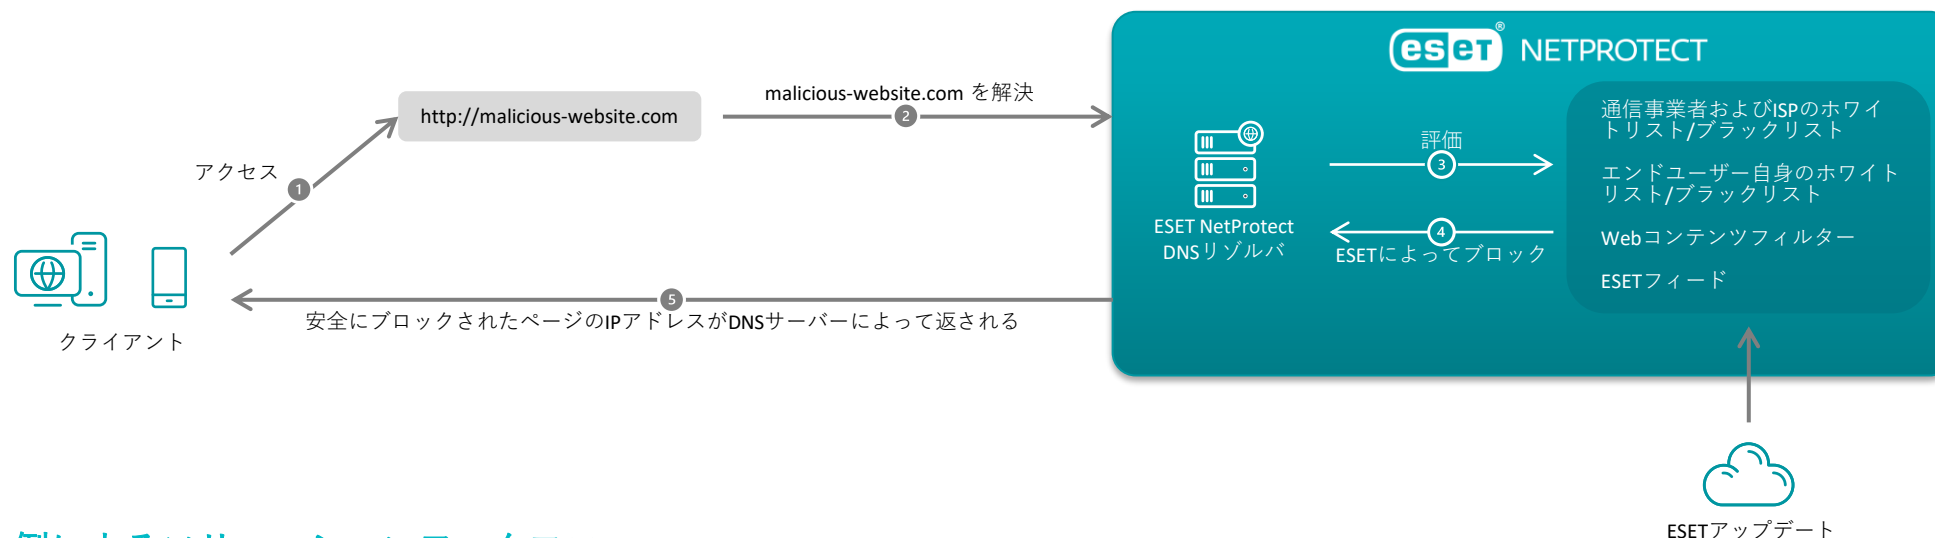 eset® NETPROTECT
malicious-website.com を解決
http://malicious-website.com
2
通信事業者およびISPのホワイ
トリスト/ブラックリスト
評価
3
アクセス
1
エンドユーザー自身のホワイト
リスト/ブラックリスト
ESET NetProtect
DNSリゾルバ
4
ESETによってブロック
Webコンテンツフィルター
ESETフィード
5
安全にブロックされたページのIPアドレスがDNSサーバーによって返される
クライアント
ESETアップデート